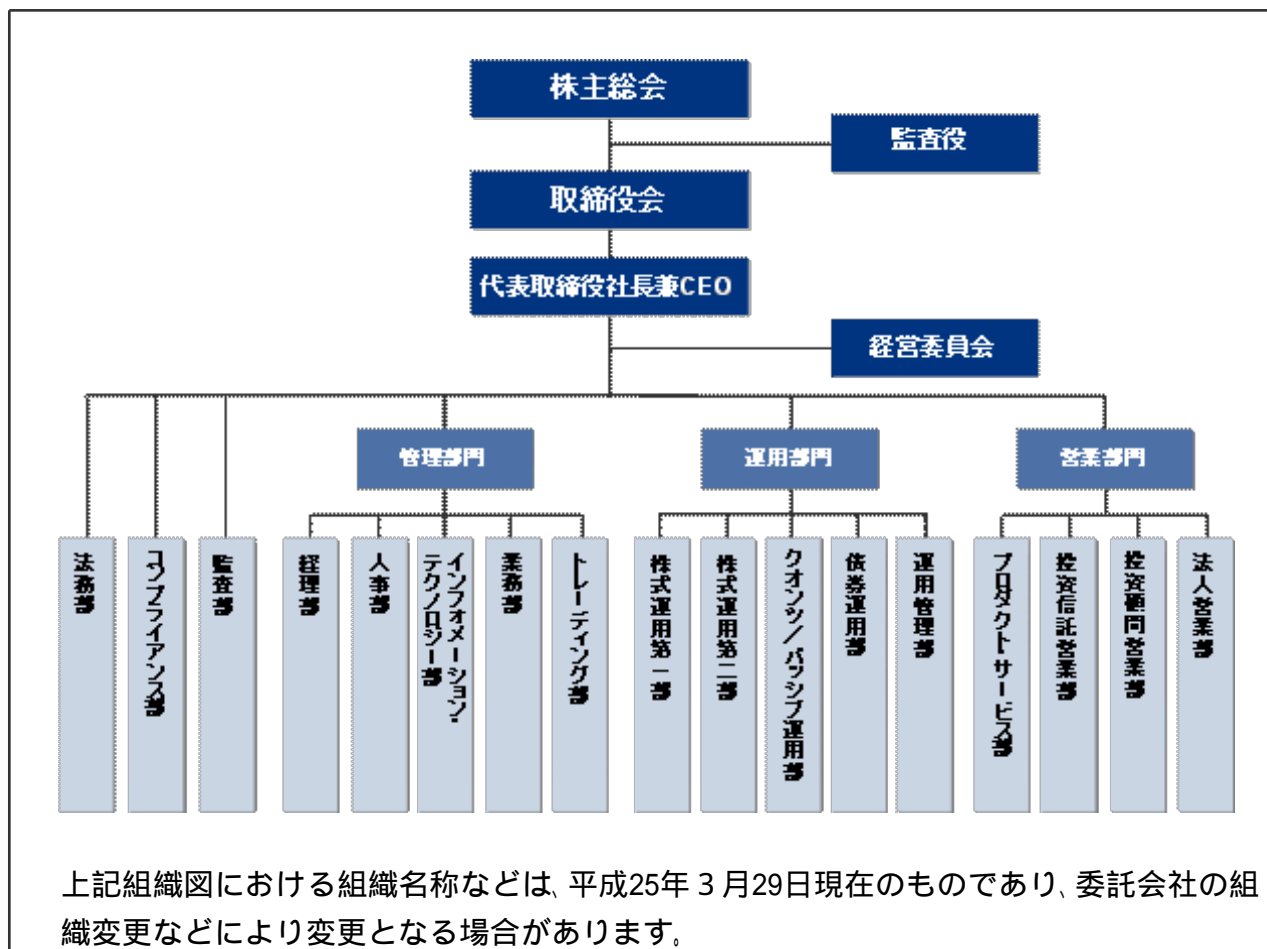 株主総会
監査役
取締役会
代表取締役社長兼CEO
経営委員会
管理部門
運用部門
営業部門
法務部
コンプライアンス部
監査部
経理部
人事部
インフォメーション・
テクノロジー部
業務部
トレーディング部
株式運用第一部
株式運用第二部
クオンツ/パッシブ運用部
債券運用部
運用管理部
プロダクトサービス部
投資信託営業部
投資顧問営業部
法人営業部
上記組織図における組織名称などは、平成25年3月29日現在のものであり、委託会社の組
織変更などにより変更となる場合があります。